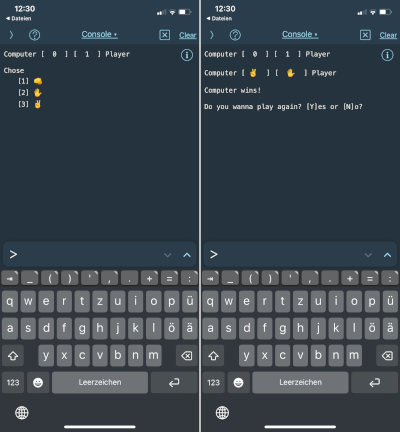 12:30
◀ Dateien
Console ▾
Clear
Computer [ 0 ] [ 1 ] Player
Chose
[1] 👊
[2] ✋
[3] ✌️
>
⇥ _ ( ) ' , . + = :
q w e r t z u i o p ü
a s d f g h j k l ö ä
y x c v b n m
123 Leerzeichen
12:30
◀ Dateien
Console ▾
Clear
Computer [ 0 ] [ 1 ] Player
Computer [ ✌️ ] [ ✋ ] Player
Computer wins!
Do you wanna play again? [Y]es or [N]o?
>
⇥ _ ( ) ' , . + = :
q w e r t z u i o p ü
a s d f g h j k l ö ä
y x c v b n m
123 Leerzeichen